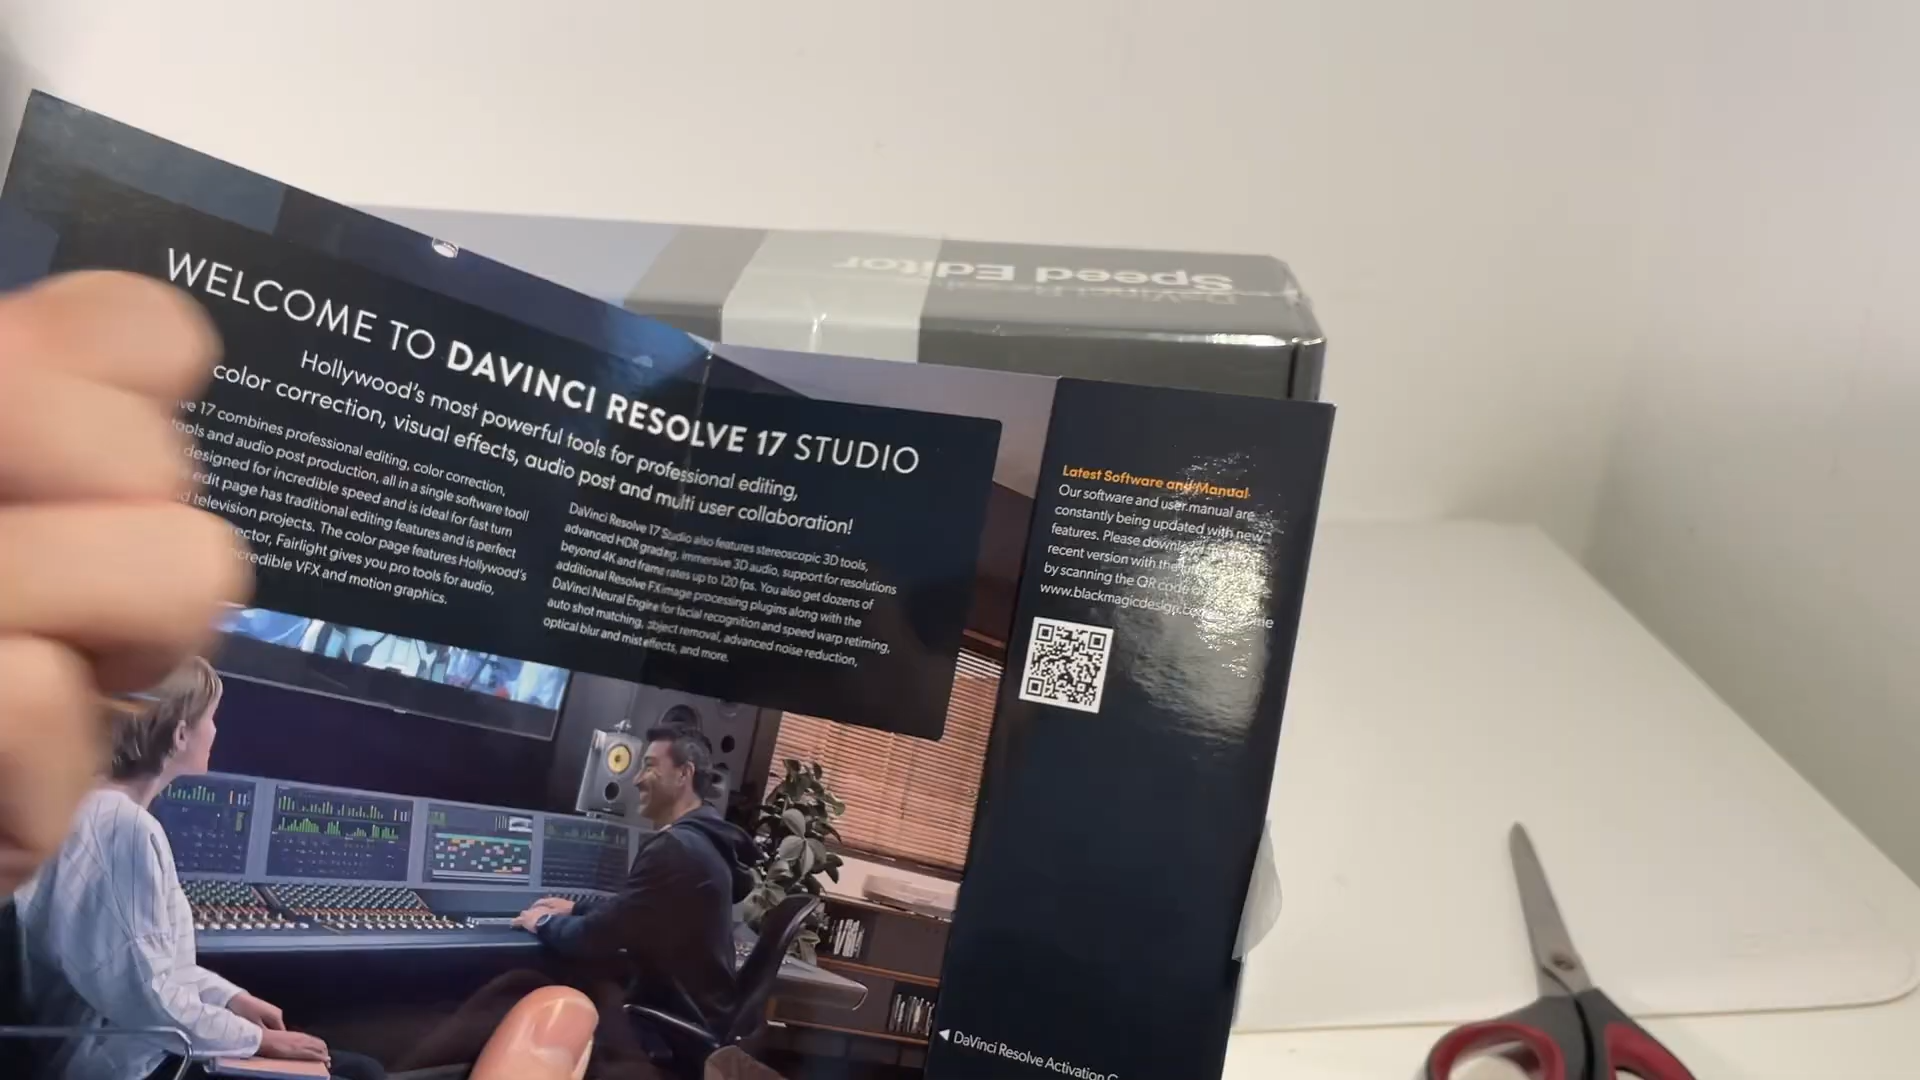 Speed Editor
DaVinci Resolve
WELCOME TO DAVINCI RESOLVE 17 STUDIO
Hollywood's most powerful tools for professional editing,
color correction, visual effects, audio post and multi user collaboration!
17 combines professional editing, color correction,
and audio post production, all in a single software tool!
designed for incredible speed and is ideal for fast turn
edit page has traditional editing features and is perfect
television projects. The color page features Hollywood's
Fairlight gives you pro tools for audio,
VFX and motion graphics.
DaVinci Resolve 17 Studio also features stereoscopic 3D tools,
advanced HDR grading, immersive 3D audio, support for resolutions
beyond 4K and frame rates up to 120 fps. You also get dozens of
additional Resolve FX image processing plugins along with the
DaVinci Neural Engine for facial recognition and speed warp retiming,
auto shot matching, object removal, advanced noise reduction,
optical blur and mist effects, and more.
Latest Software and Manual
Our software and user manual are
constantly being updated with new
features. Please
recent version with the
by scanning the QR code
◀ DaVinci Resolve Activation